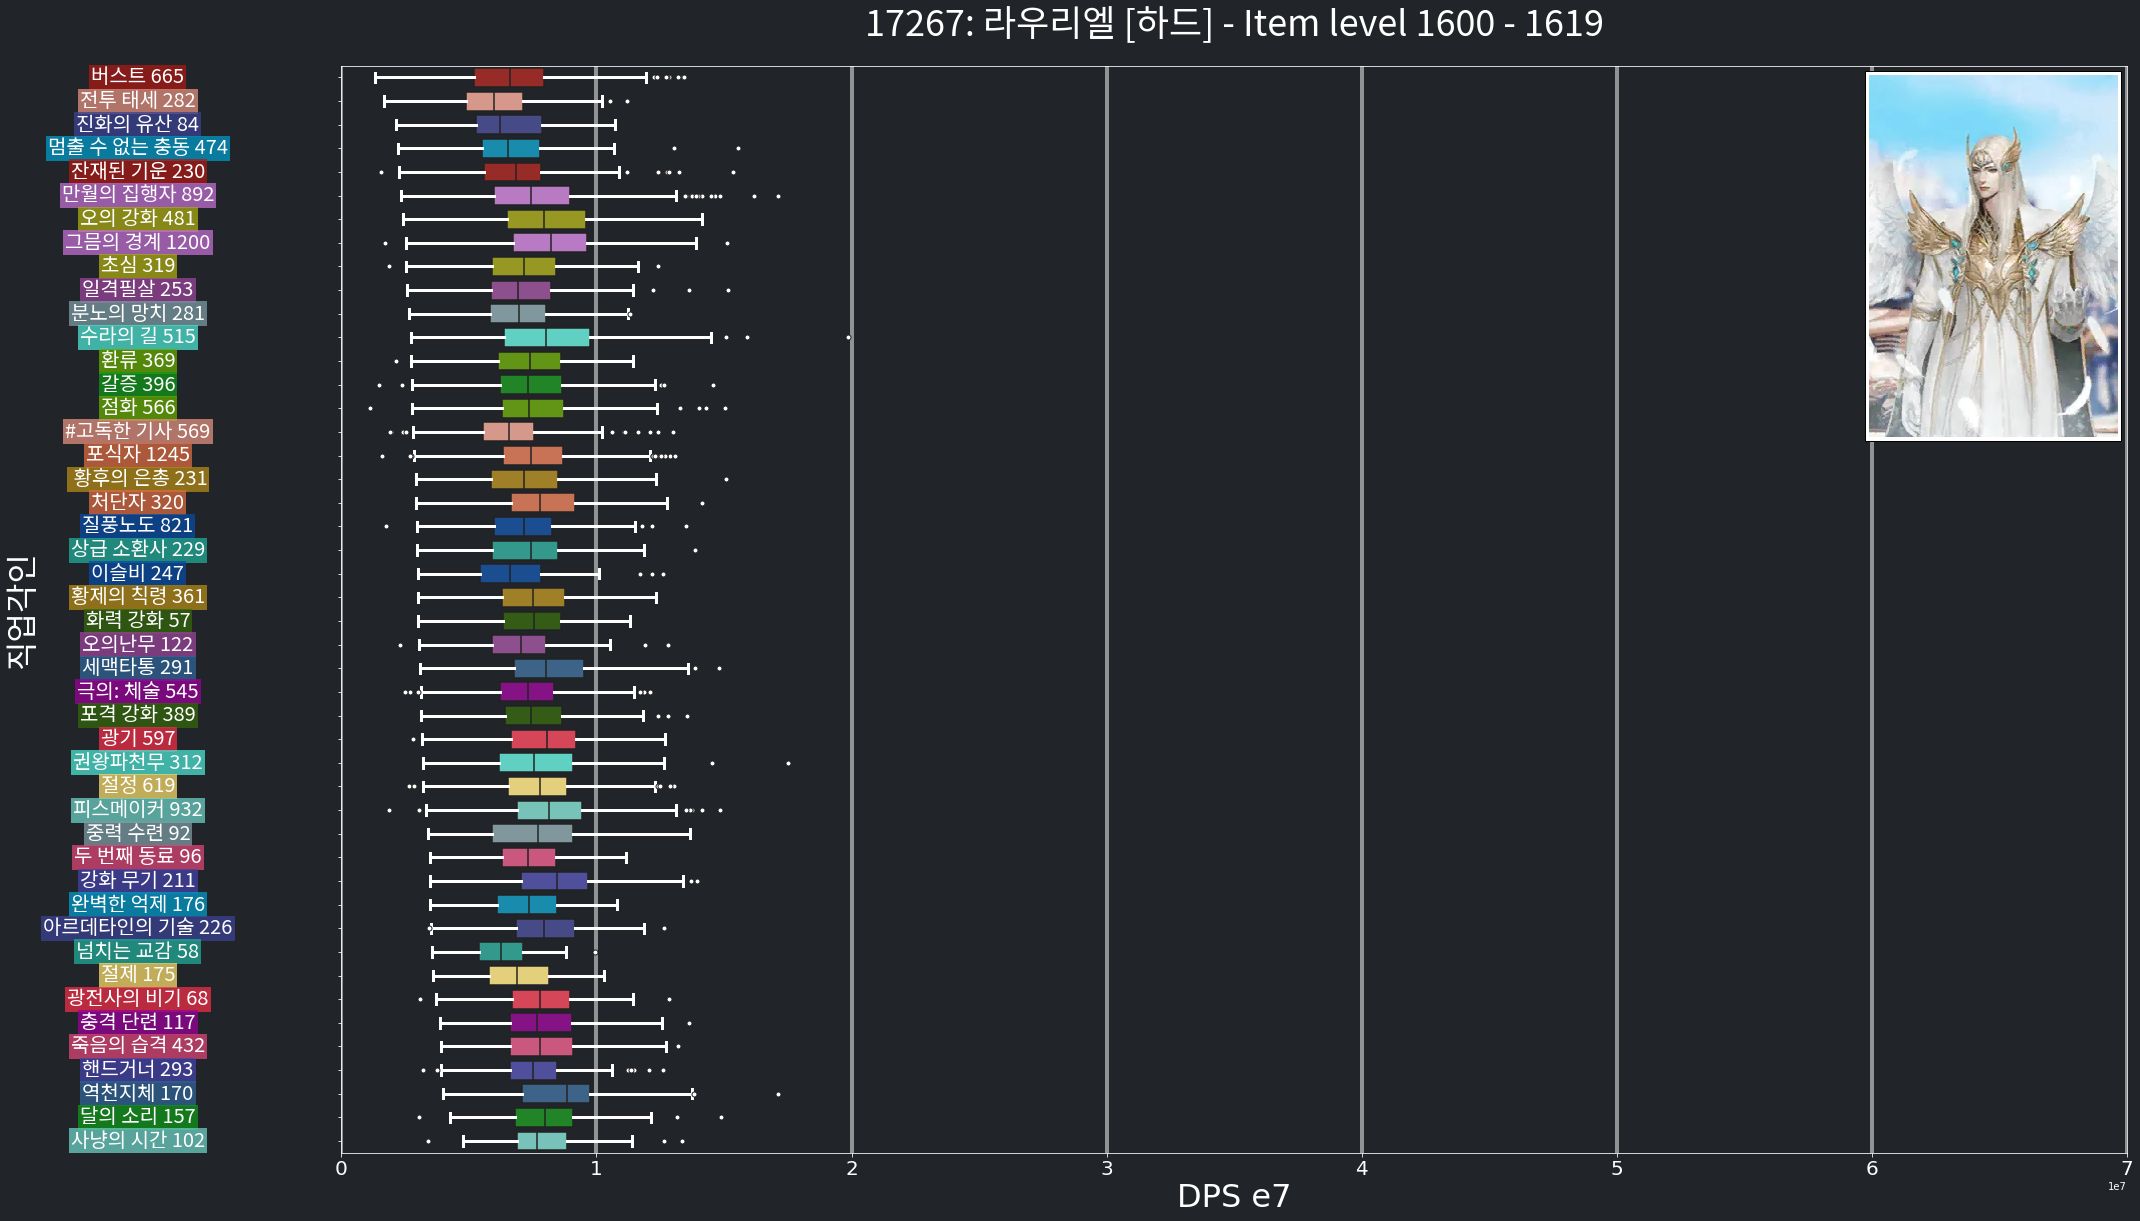 17267: 라우리엘 [하드] - Item level 1600 - 1619
버스트 665
전투 태세 282
진화의 유산 84
멈출 수 없는 충동 474
잔재된 기운 230
만월의 집행자 892
오의 강화 481
그믐의 경계 1200
초심 319
일격필살 253
분노의 망치 281
수라의 길 515
환류 369
갈증 396
점화 566
#고독한 기사 569
포식자 1245
황후의 은총 231
처단자 320
질풍노도 821
상급 소환사 229
이슬비 247
황제의 칙령 361
화력 강화 57
오의난무 122
세맥타통 291
극의: 체술 545
포격 강화 389
광기 597
권왕파천무 312
절정 619
피스메이커 932
중력 수련 92
두 번째 동료 96
강화 무기 211
완벽한 억제 176
아르데타인의 기술 226
넘치는 교감 58
절제 175
광전사의 비기 68
충격 단련 117
죽음의 습격 432
핸드거너 293
역천지체 170
달의 소리 157
사냥의 시간 102
직업각인
0 1 2 3 4 5 6 7
1e7
DPS e7